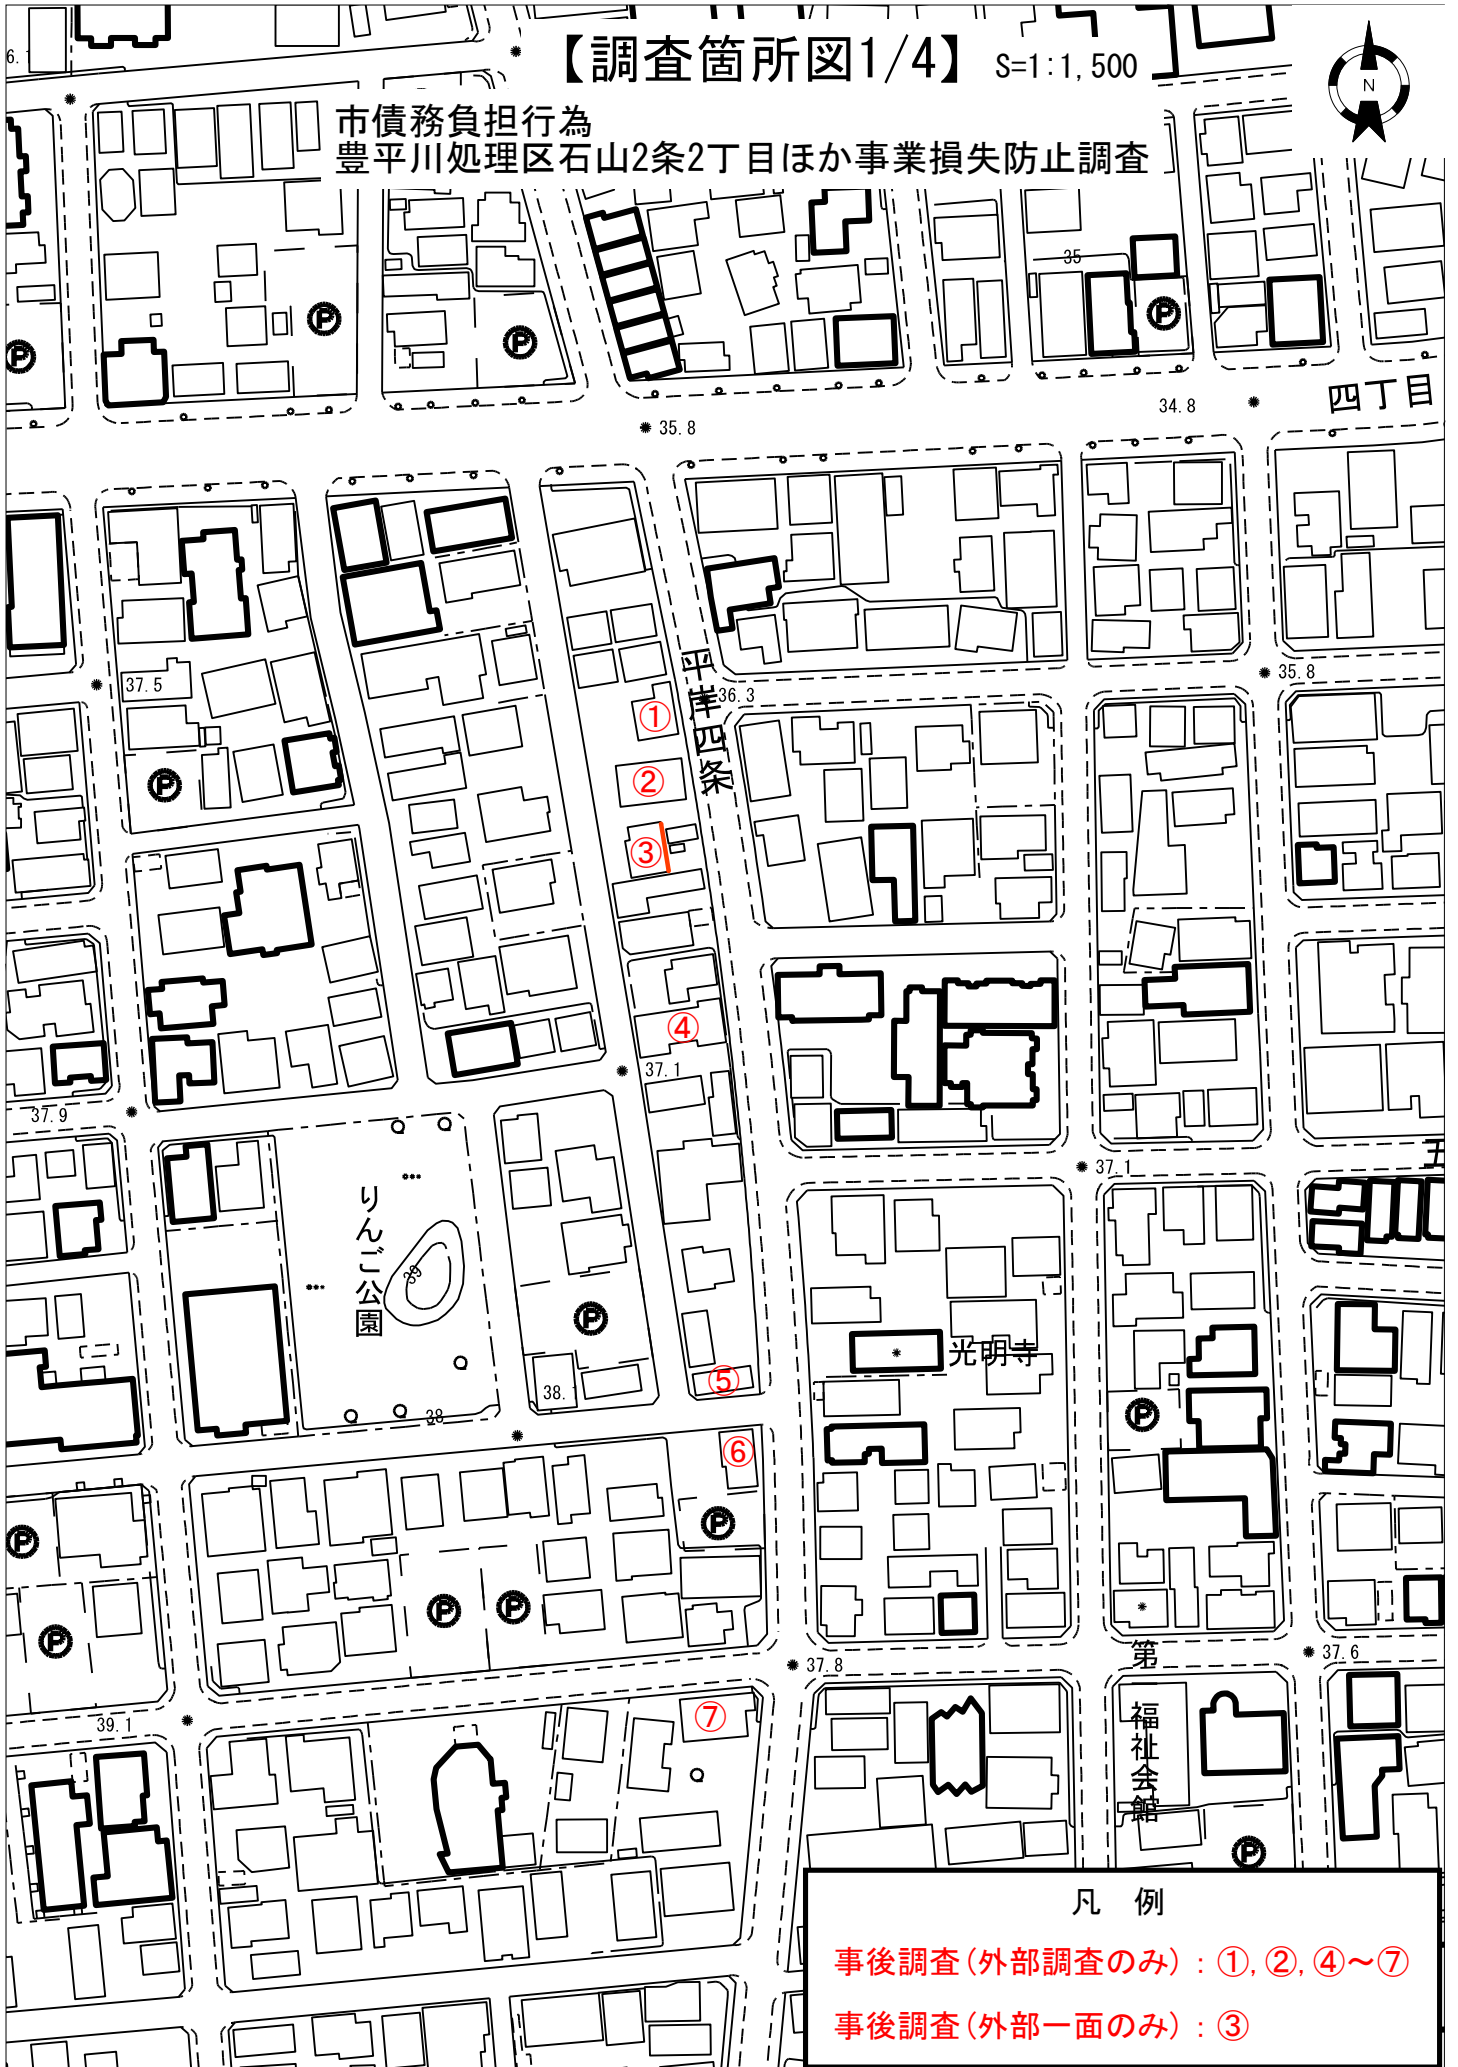 【調査箇所図1/4】 S=1:1,500
N
市債務負担行為
豊平川処理区石山2条2丁目ほか事業損失防止調査
35
P
P
P
P
34.8
四丁目
35.8
平岸四条
37.5
36.3
35.8
①
②
P
③
④
37.1
37.9
37.1
りんご公園
39
P
光明寺
⑤
38
P
⑥
P
P
P
P
P
37.8
37.6
第一福祉会館
39.1
⑦
P
凡 例
事後調査(外部調査のみ):①,②,④～⑦
事後調査(外部一面のみ):③